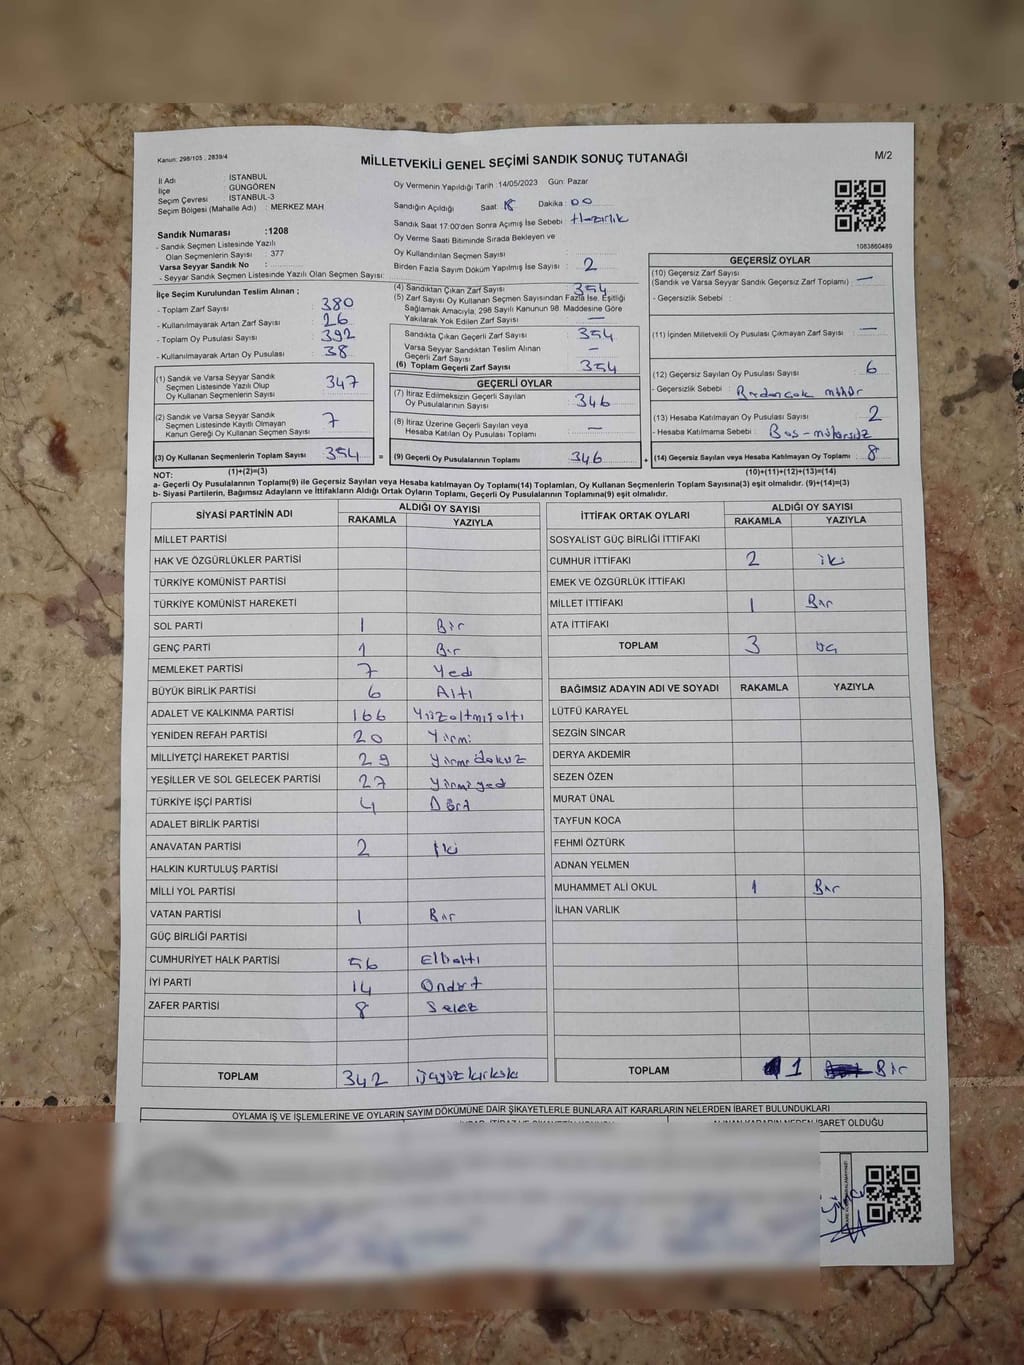 Kanun: 298/105 , 2839/4
MİLLETVEKİLİ GENEL SEÇİMİ SANDIK SONUÇ TUTANAĞI
M/2
İl Adı : İSTANBUL
İlçe : GÜNGÖREN
Seçim Çevresi : İSTANBUL-3
Seçim Bölgesi (Mahalle Adı) : MERKEZ MAH
Oy Vermenin Yapıldığı Tarih :14/05/2023 Gün: Pazar
Sandığın Açıldığı Saat: 18 Dakika: 00
Sandık Saat 17:00'den Sonra Açımış İse Sebebi: Hazırlık
Oy Verme Saati Bitiminde Sırada Bekleyen ve
Oy Kullandırılan Seçmen Sayısı :
Birden Fazla Sayım Döküm Yapılmış İse Sayısı : 2
1083860489
Sandık Numarası :1208
- Sandık Seçmen Listesinde Yazılı
Olan Seçmenlerin Sayısı : 377
Varsa Seyyar Sandık No :
- Seyyar Sandık Seçmen Listesinde Yazılı Olan Seçmen Sayısı:
İlçe Seçim Kurulundan Teslim Alınan ;
- Toplam Zarf Sayısı : 380
- Kullanılmayarak Artan Zarf Sayısı : 26
- Toplam Oy Pusulası Sayısı : 392
- Kullanılmayarak Artan Oy Pusulası : 38
(1) Sandık ve Varsa Seyyar Sandık
Seçmen Listesinde Yazılı Olup
Oy Kullanan Seçmenlerin Sayısı : 347
(2) Sandık ve Varsa Seyyar Sandık
Seçmen Listesinde Kayıtlı Olmayan
Kanun Gereği Oy Kullanan Seçmen Sayısı : 7
(3) Oy Kullanan Seçmenlerin Toplam Sayısı : 354 =
(1)+(2)=(3)
(4) Sandıktan Çıkan Zarf Sayısı : 354
(5) Zarf Sayısı Oy Kullanan Seçmen Sayısından Fazla İse, Eşitliği
Sağlamak Amacıyla, 298 Sayılı Kanunun 98. Maddesine Göre
Yakılarak Yok Edilen Zarf Sayısı : —
Sandıkta Çıkan Geçerli Zarf Sayısı : 354
Varsa Seyyar Sandıktan Teslim Alınan
Geçerli Zarf Sayısı : —
(6) Toplam Geçerli Zarf Sayısı : 354
GEÇERLİ OYLAR
(7) İtiraz Edilmeksizin Geçerli Sayılan
Oy Pusulalarının Sayısı : 346
(8) İtiraz Üzerine Geçerli Sayılan veya
Hesaba Katılan Oy Pusulası Toplamı : —
(9) Geçerli Oy Pusulalarının Toplamı : 346 +
GEÇERSİZ OYLAR
(10) Geçersiz Zarf Sayısı
(Sandık ve Varsa Seyyar Sandık Geçersiz Zarf Toplamı) : —
- Geçersizlik Sebebi :
(11) İçinden Milletvekili Oy Pusulası Çıkmayan Zarf Sayısı : —
(12) Geçersiz Sayılan Oy Pusulası Sayısı : 6
- Geçersizlik Sebebi : Birdençok mühür
(13) Hesaba Katılmayan Oy Pusulası Sayısı : 2
- Hesaba Katılmama Sebebi : Boş-mühürsüz
(14) Geçersiz Sayılan veya Hesaba Katılmayan Oy Toplamı : 8
(10)+(11)+(12)+(13)=(14)
NOT:
a- Geçerli Oy Pusulalarının Toplamı(9) ile Geçersiz Sayılan veya Hesaba katılmayan Oy Toplamı(14) Toplamları, Oy Kullanan Seçmenlerin Toplam Sayısına(3) eşit olmalıdır. (9)+(14)=(3)
b- Siyasi Partilerin, Bağımsız Adayların ve İttifakların Aldığı Ortak Oyların Toplamı, Geçerli Oy Pusulalarının Toplamına(9) eşit olmalıdır.
SİYASİ PARTİNİN ADI ALDIĞI OY SAYISI
RAKAMLA YAZIYLA
MİLLET PARTİSİ
HAK VE ÖZGÜRLÜKLER PARTİSİ
TÜRKİYE KOMÜNİST PARTİSİ
TÜRKİYE KOMÜNİST HAREKETİ
SOL PARTİ 1 Bir
GENÇ PARTİ 1 Bir
MEMLEKET PARTİSİ 7 Yedi
BÜYÜK BİRLİK PARTİSİ 6 Altı
ADALET VE KALKINMA PARTİSİ 166 Yüzaltmışaltı
YENİDEN REFAH PARTİSİ 20 Yirmi
MİLLİYETÇİ HAREKET PARTİSİ 29 Yirmidokuz
YEŞİLLER VE SOL GELECEK PARTİSİ 27 Yirmiyedi
TÜRKİYE İŞÇİ PARTİSİ 4 Dört
ADALET BİRLİK PARTİSİ
ANAVATAN PARTİSİ 2 İki
HALKIN KURTULUŞ PARTİSİ
MİLLİ YOL PARTİSİ
VATAN PARTİSİ 1 Bir
GÜÇ BİRLİĞİ PARTİSİ
CUMHURİYET HALK PARTİSİ 56 Ellialtı
İYİ PARTİ 14 Ondört
ZAFER PARTİSİ 8 Sekiz
TOPLAM 342 Üçyüzkırkiki
İTTİFAK ORTAK OYLARI ALDIĞI OY SAYISI
RAKAMLA YAZIYLA
SOSYALİST GÜÇ BİRLİĞİ İTTİFAKI
CUMHUR İTTİFAKI 2 iki
EMEK VE ÖZGÜRLÜK İTTİFAKI
MİLLET İTTİFAKI 1 Bir
ATA İTTİFAKI
TOPLAM 3 üç
BAĞIMSIZ ADAYIN ADI VE SOYADI RAKAMLA YAZIYLA
LÜTFÜ KARAYEL
SEZGİN SİNCAR
DERYA AKDEMİR
SEZEN ÖZEN
MURAT ÜNAL
TAYFUN KOCA
FEHMİ ÖZTÜRK
ADNAN YELMEN
MUHAMMET ALİ OKUL 1 Bir
İLHAN VARLIK
TOPLAM 1 Bir
OYLAMA İŞ VE İŞLEMLERİNE VE OYLARIN SAYIM DÖKÜMÜNE DAİR ŞİKAYETLERLE BUNLARA AİT KARARLARIN NELERDEN İBARET BULUNDUKLARI
İBARET OLDUĞU